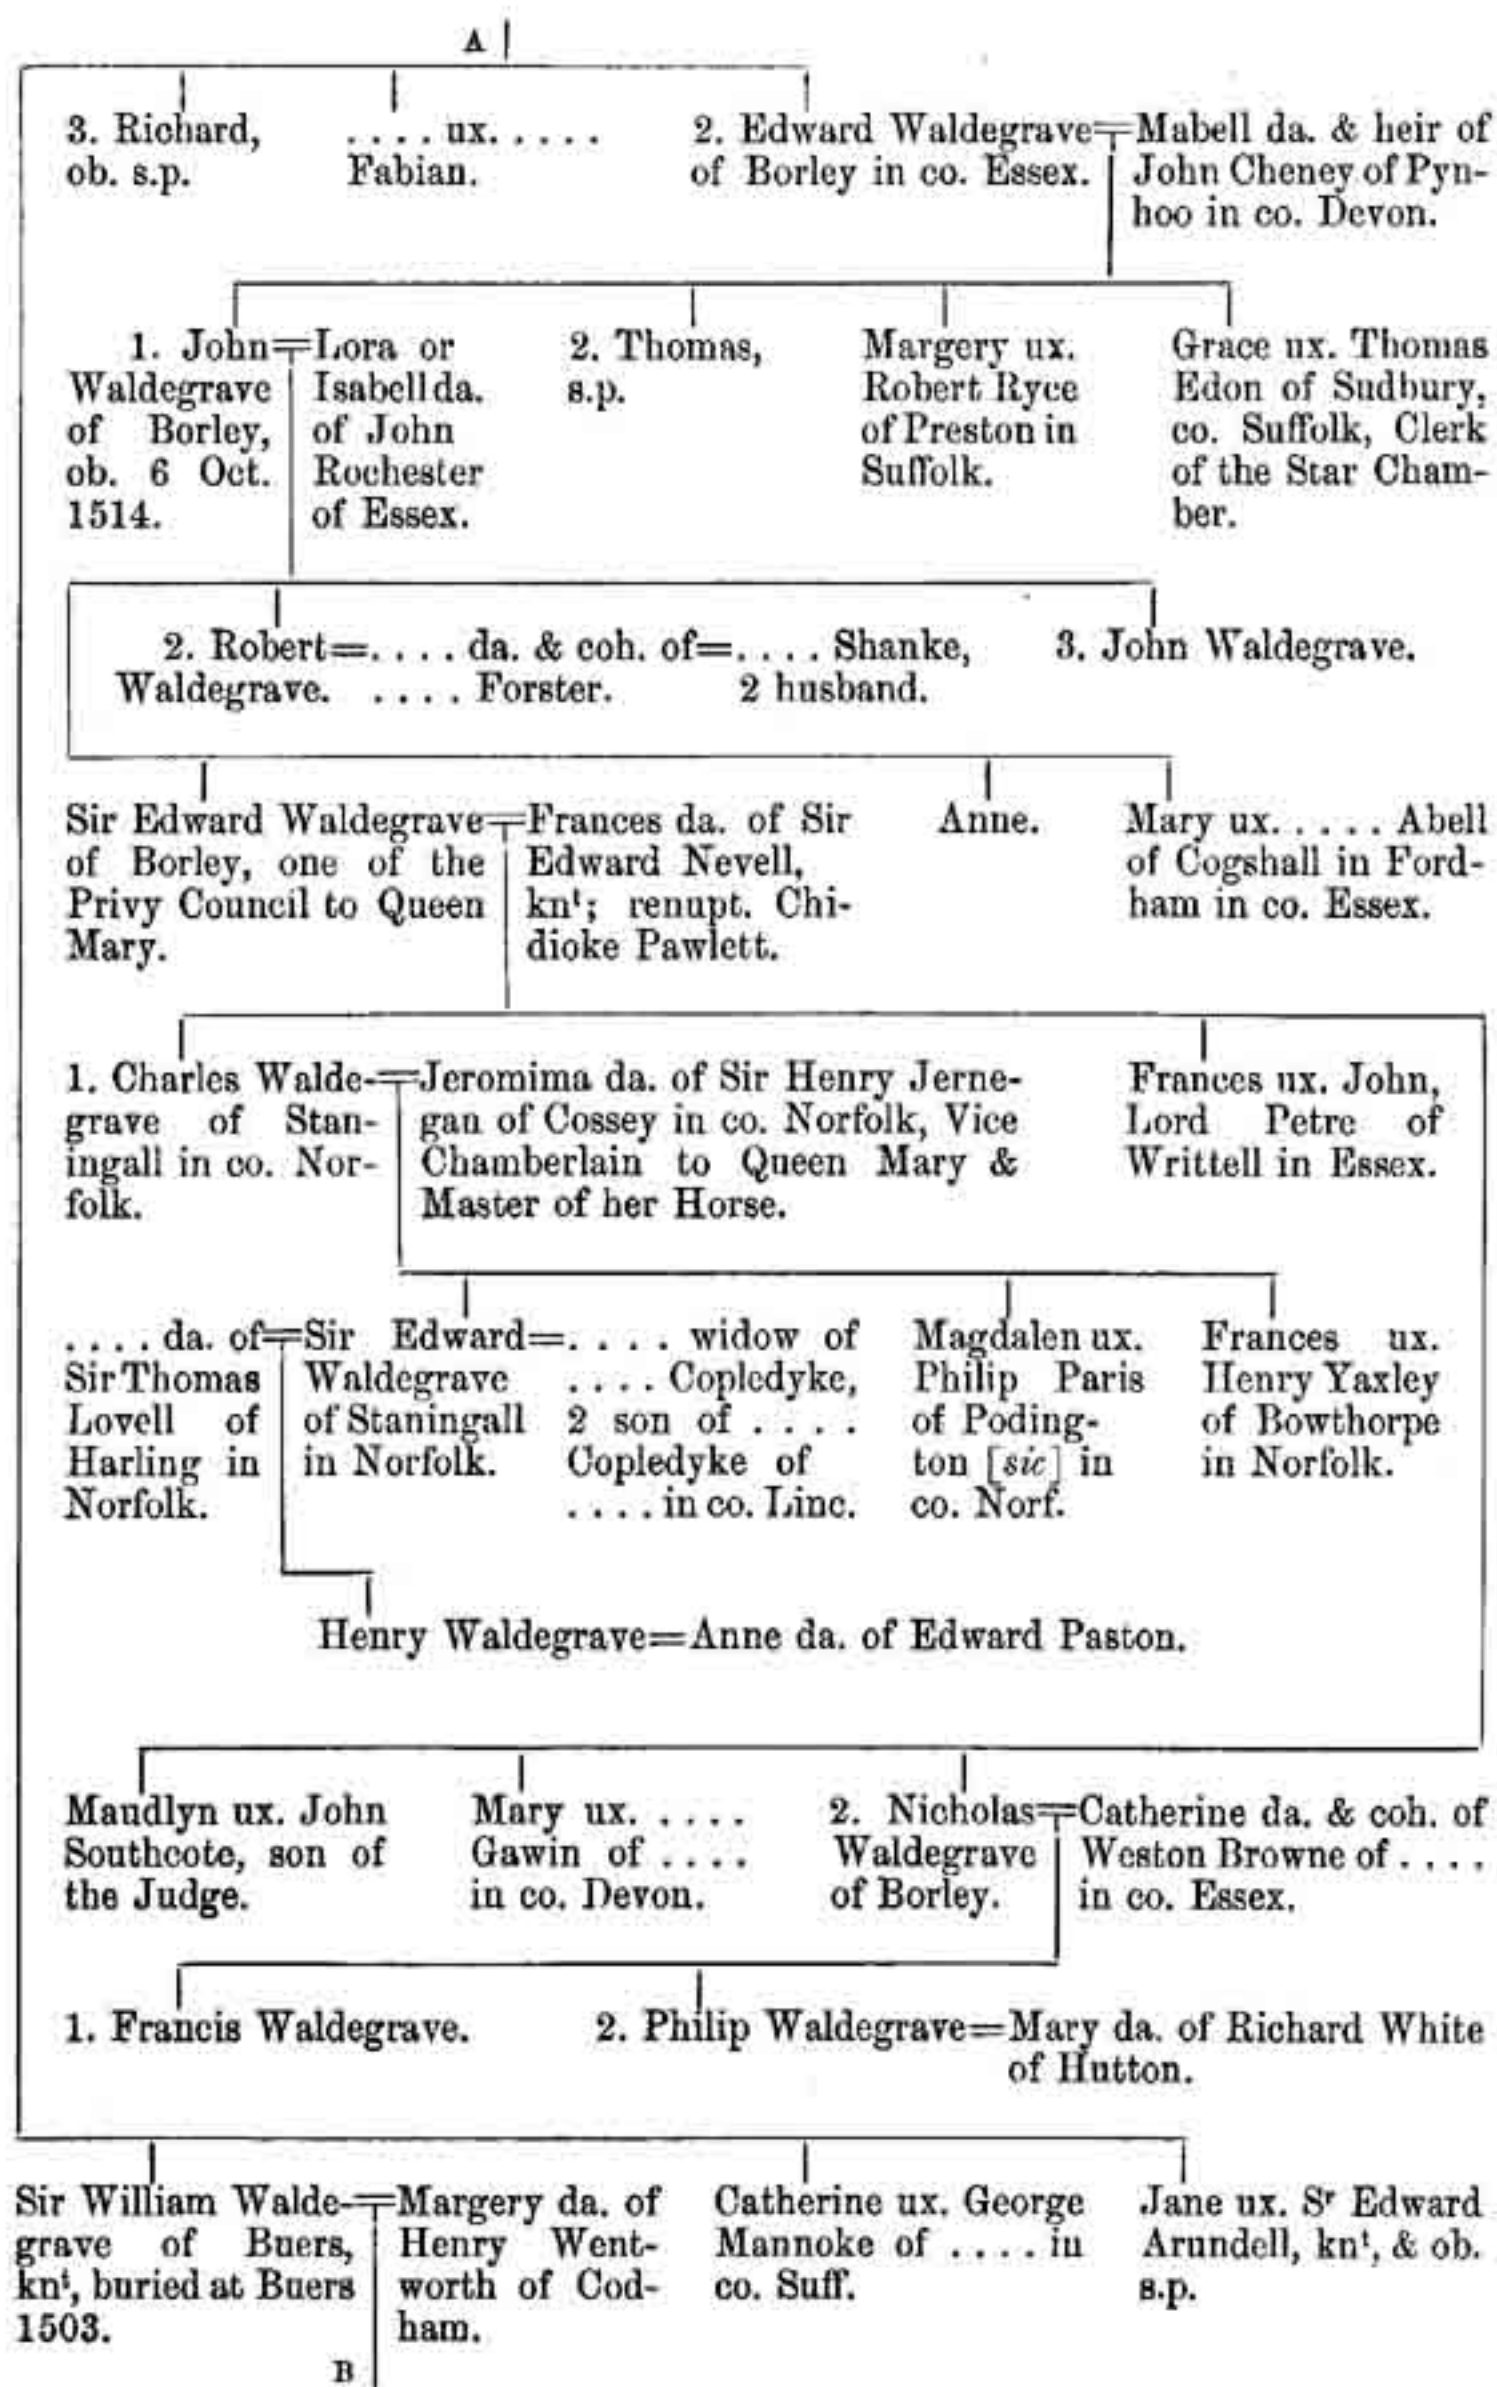 A
3. Richard,
ob. s.p.
. . . . ux. . . . .
Fabian.
2. Edward Waldegrave
of Borley in co. Essex.
Mabell da. & heir of
John Cheney of Pyn-
hoo in co. Devon.
1. John
Waldegrave
of Borley,
ob. 6 Oct.
1514.
Lora or
Isabell da.
of John
Rochester
of Essex.
2. Thomas,
s.p.
Margery ux.
Robert Ryce
of Preston in
Suffolk.
Grace ux. Thomas
Edon of Sudbury,
co. Suffolk, Clerk
of the Star Cham-
ber.
2. Robert=. . . . da. & coh. of=. . . . Shanke,
Waldegrave. . . . . Forster. 2 husband.
3. John Waldegrave.
Sir Edward Waldegrave
of Borley, one of the
Privy Council to Queen
Mary.
Frances da. of Sir
Edward Nevell,
knᵗ; renupt. Chi-
dioke Pawlett.
Anne.
Mary ux. . . . . Abell
of Cogshall in Ford-
ham in co. Essex.
1. Charles Walde-
grave of Stan-
ingall in co. Nor-
folk.
Jeromima da. of Sir Henry Jerne-
gan of Cossey in co. Norfolk, Vice
Chamberlain to Queen Mary &
Master of her Horse.
Frances ux. John,
Lord Petre of
Writtell in Essex.
. . . . da. of
Sir Thomas
Lovell of
Harling in
Norfolk.
Sir Edward=
Waldegrave
of Staningall
in Norfolk.
. . . . widow of
. . . . Copledyke,
2 son of . . . .
Copledyke of
. . . . in co. Linc.
Magdalen ux.
Philip Paris
of Poding-
ton [sic] in
co. Norf.
Frances ux.
Henry Yaxley
of Bowthorpe
in Norfolk.
Henry Waldegrave=Anne da. of Edward Paston.
Maudlyn ux. John
Southcote, son of
the Judge.
Mary ux. . . . .
Gawin of . . . .
in co. Devon.
2. Nicholas
Waldegrave
of Borley.
Catherine da. & coh. of
Weston Browne of . . . .
in co. Essex.
1. Francis Waldegrave.
2. Philip Waldegrave=Mary da. of Richard White
of Hutton.
Sir William Walde-
grave of Buers,
knᵗ, buried at Buers
1503.
Margery da. of
Henry Went-
worth of Cod-
ham.
Catherine ux. George
Mannoke of . . . . in
co. Suff.
Jane ux. Sʳ Edward
Arundell, knᵗ, & ob.
s.p.
B